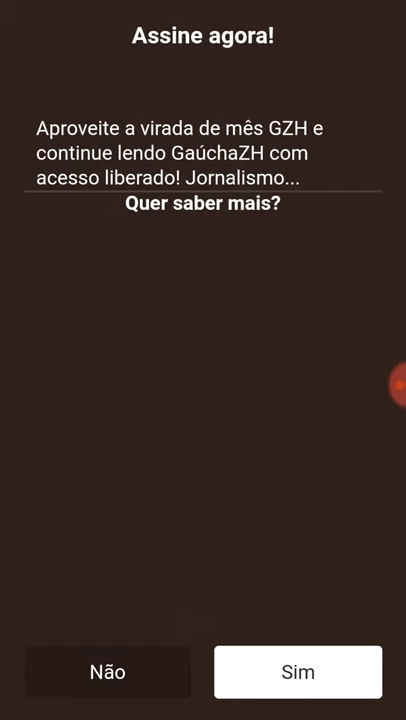 Assine agora!
Aproveite a virada de mês GZH e
continue lendo GaúchaZH com
acesso liberado! Jornalismo...
Quer saber mais?
Não
Sim